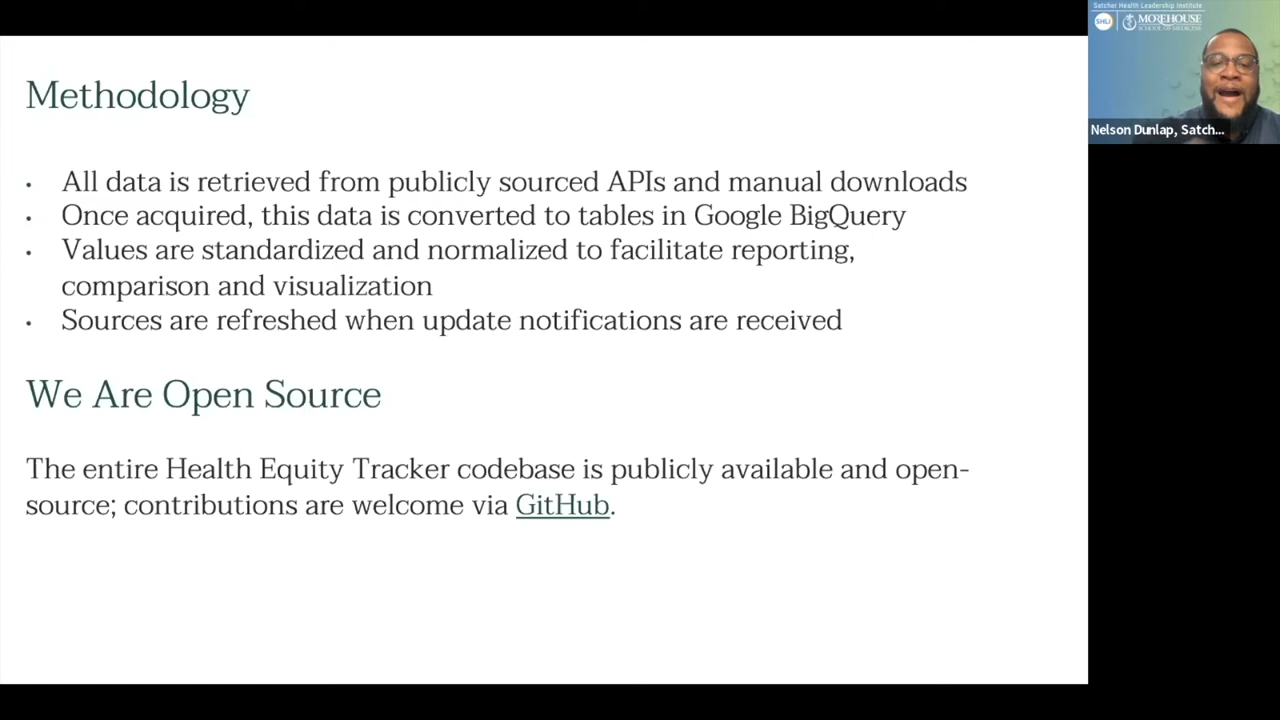 Satcher Health Leadership Institute
SHLI
MOREHOUSE
SCHOOL OF MEDICINE
Nelson Dunlap, Satch...
Methodology
• All data is retrieved from publicly sourced APIs and manual downloads
• Once acquired, this data is converted to tables in Google BigQuery
• Values are standardized and normalized to facilitate reporting,
comparison and visualization
• Sources are refreshed when update notifications are received
We Are Open Source
The entire Health Equity Tracker codebase is publicly available and open-
source; contributions are welcome via GitHub.